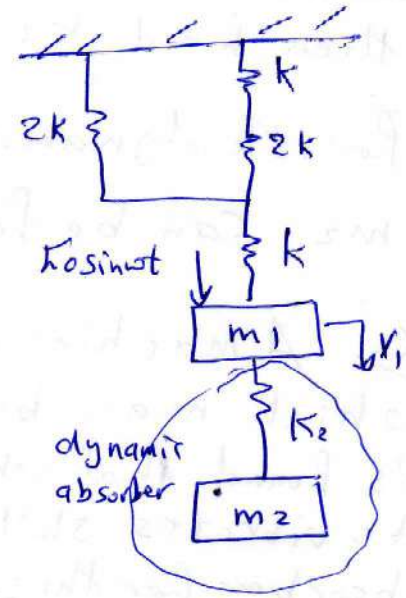 k
2k
2k
k
Fosinωt
m1
x1
K2
dynamic
absorber
m2